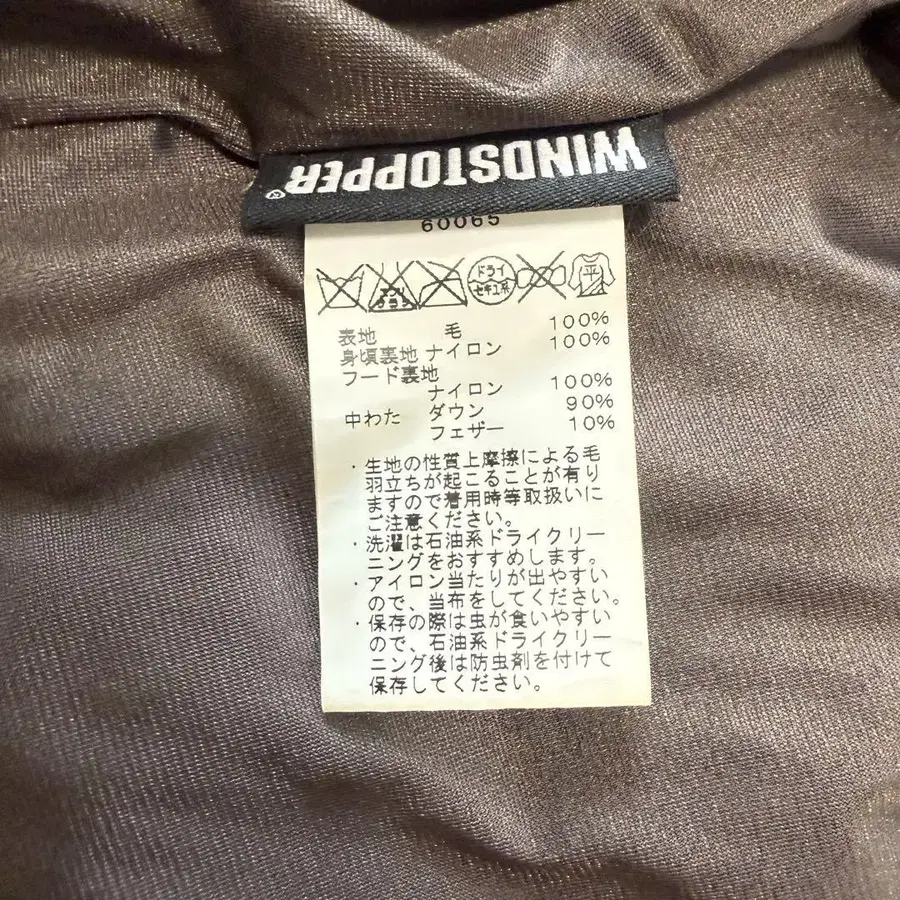 WINDSTOPPER®
60065
エンソ
サラシ
ドライ
セキユ系
平
表地 毛 100%
身頃裏地 ナイロン 100%
フード裏地
ナイロン 100%
中わた ダウン 90%
フェザー 10%
・生地の性質上摩擦による毛
羽立ちが起こることが有り
ますので着用時等取扱いに
ご注意ください。
・洗濯は石油系ドライクリー
ニングをおすすめします。
・アイロン当たりが出やすい
ので、当布をしてください。
・保存の際は虫が食いやすい
ので、石油系ドライクリー
ニング後は防虫剤を付けて
保存してください。